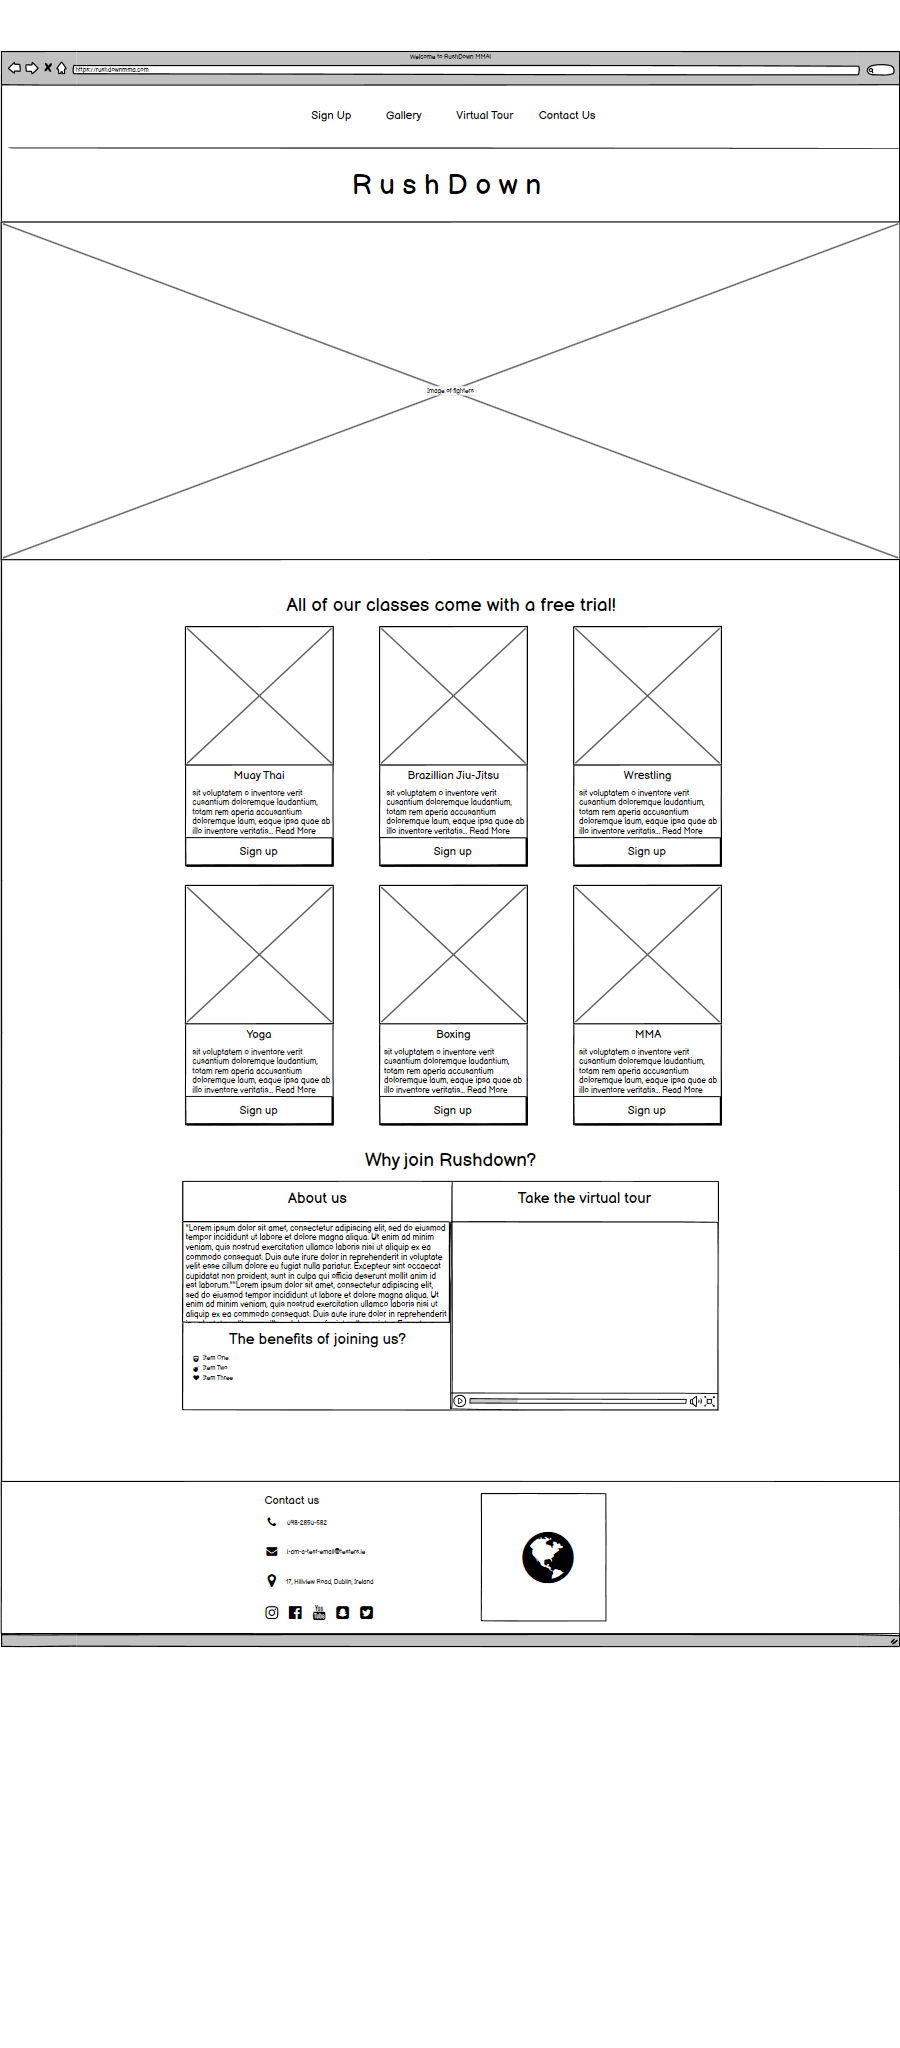 Welcome to RushDown MMA!
https://rushdownmma.com
Sign Up Gallery Virtual Tour Contact Us
RushDown
Image of fighters
All of our classes come with a free trial!
Muay Thai
sit voluptatem o inventore verit
cusantium doloremque laudantium,
totam rem aperia accusantium
doloremque laum, eaque ipsa quae ab
illo inventore veritatis... Read More
Sign up
Brazillian Jiu-Jitsu
sit voluptatem o inventore verit
cusantium doloremque laudantium,
totam rem aperia accusantium
doloremque laum, eaque ipsa quae ab
illo inventore veritatis... Read More
Sign up
Wrestling
sit voluptatem o inventore verit
cusantium doloremque laudantium,
totam rem aperia accusantium
doloremque laum, eaque ipsa quae ab
illo inventore veritatis... Read More
Sign up
Yoga
sit voluptatem o inventore verit
cusantium doloremque laudantium,
totam rem aperia accusantium
doloremque laum, eaque ipsa quae ab
illo inventore veritatis... Read More
Sign up
Boxing
sit voluptatem o inventore verit
cusantium doloremque laudantium,
totam rem aperia accusantium
doloremque laum, eaque ipsa quae ab
illo inventore veritatis... Read More
Sign up
MMA
sit voluptatem o inventore verit
cusantium doloremque laudantium,
totam rem aperia accusantium
doloremque laum, eaque ipsa quae ab
illo inventore veritatis... Read More
Sign up
Why join Rushdown?
About us
"Lorem ipsum dolor sit amet, consectetur adipiscing elit, sed do eiusmod
tempor incididunt ut labore et dolore magna aliqua. Ut enim ad minim
veniam, quis nostrud exercitation ullamco laboris nisi ut aliquip ex ea
commodo consequat. Duis aute irure dolor in reprehenderit in voluptate
velit esse cillum dolore eu fugiat nulla pariatur. Excepteur sint occaecat
cupidatat non proident, sunt in culpa qui officia deserunt mollit anim id
est laborum.""Lorem ipsum dolor sit amet, consectetur adipiscing elit,
sed do eiusmod tempor incididunt ut labore et dolore magna aliqua. Ut
enim ad minim veniam, quis nostrud exercitation ullamco laboris nisi ut
aliquip ex ea commodo consequat. Duis aute irure dolor in reprehenderit
The benefits of joining us?
Item One
Item Two
Item Three
Take the virtual tour
Contact us
098-2850-582
i-am-a-test-email@testers.ie
17, Hillview Road, Dublin, Ireland
You Tube